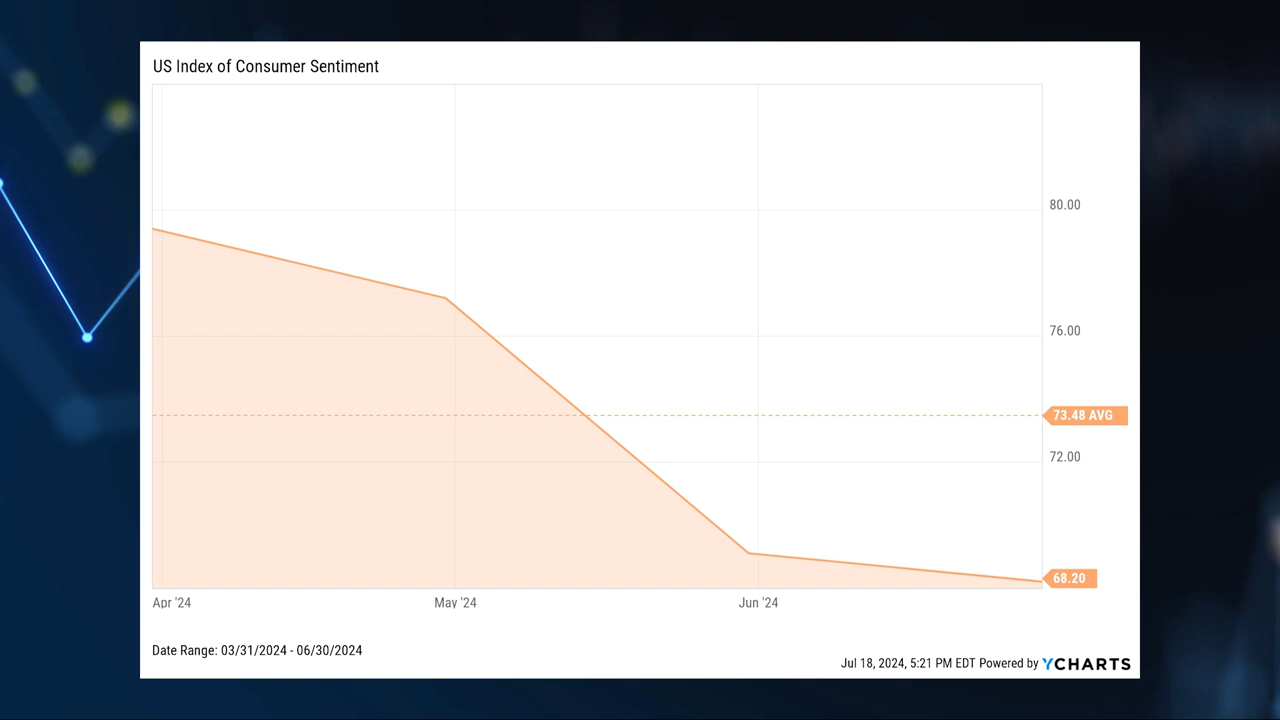 US Index of Consumer Sentiment
80.00
76.00
73.48 AVG
72.00
68.20
Apr '24 May '24 Jun '24
Date Range: 03/31/2024 - 06/30/2024
Jul 18, 2024, 5:21 PM EDT Powered by YCHARTS